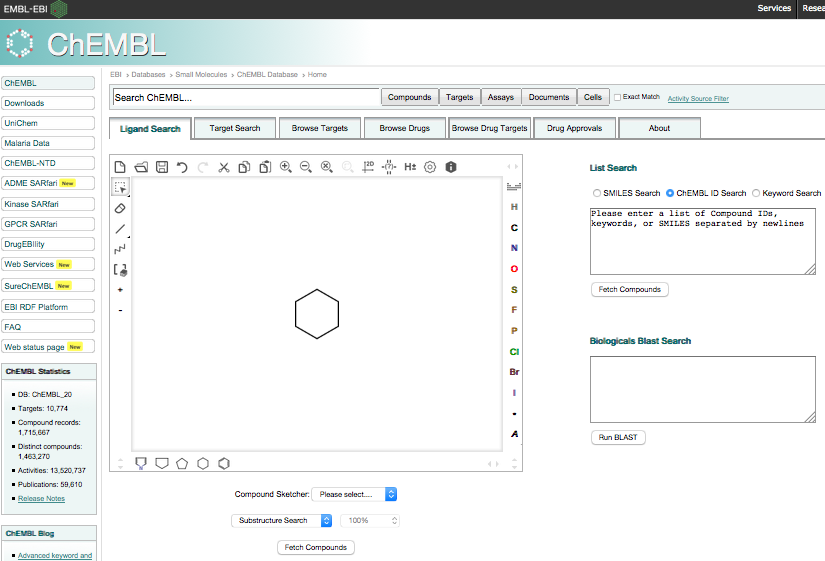 EMBL-EBI
Services
Resea
ChEMBL
EBI > Databases > Small Molecules > ChEMBL Database > Home
ChEMBL
Downloads
UniChem
Malaria Data
ChEMBL-NTD
ADME SARfari New
Kinase SARfari
GPCR SARfari
DrugEBIlity
Web Services New
SureChEMBL New
EBI RDF Platform
FAQ
Web status page New
ChEMBL Statistics
DB: ChEMBL_20
Targets: 10,774
Compound records:
1,715,667
Distinct compounds:
1,463,270
Activities: 13,520,737
Publications: 59,610
Release Notes
ChEMBL Blog
Advanced keyword and
Search ChEMBL...
Compounds
Targets
Assays
Documents
Cells
Exact Match
Activity Source Filter
Ligand Search
Target Search
Browse Targets
Browse Drugs
Browse Drug Targets
Drug Approvals
About
2D
H±
H
C
N
O
S
F
P
Cl
Br
I
A
Compound Sketcher: Please select....
Substructure Search
100%
Fetch Compounds
List Search
SMILES Search
ChEMBL ID Search
Keyword Search
Please enter a list of Compound IDs,
keywords, or SMILES separated by newlines
Fetch Compounds
Biologicals Blast Search
Run BLAST